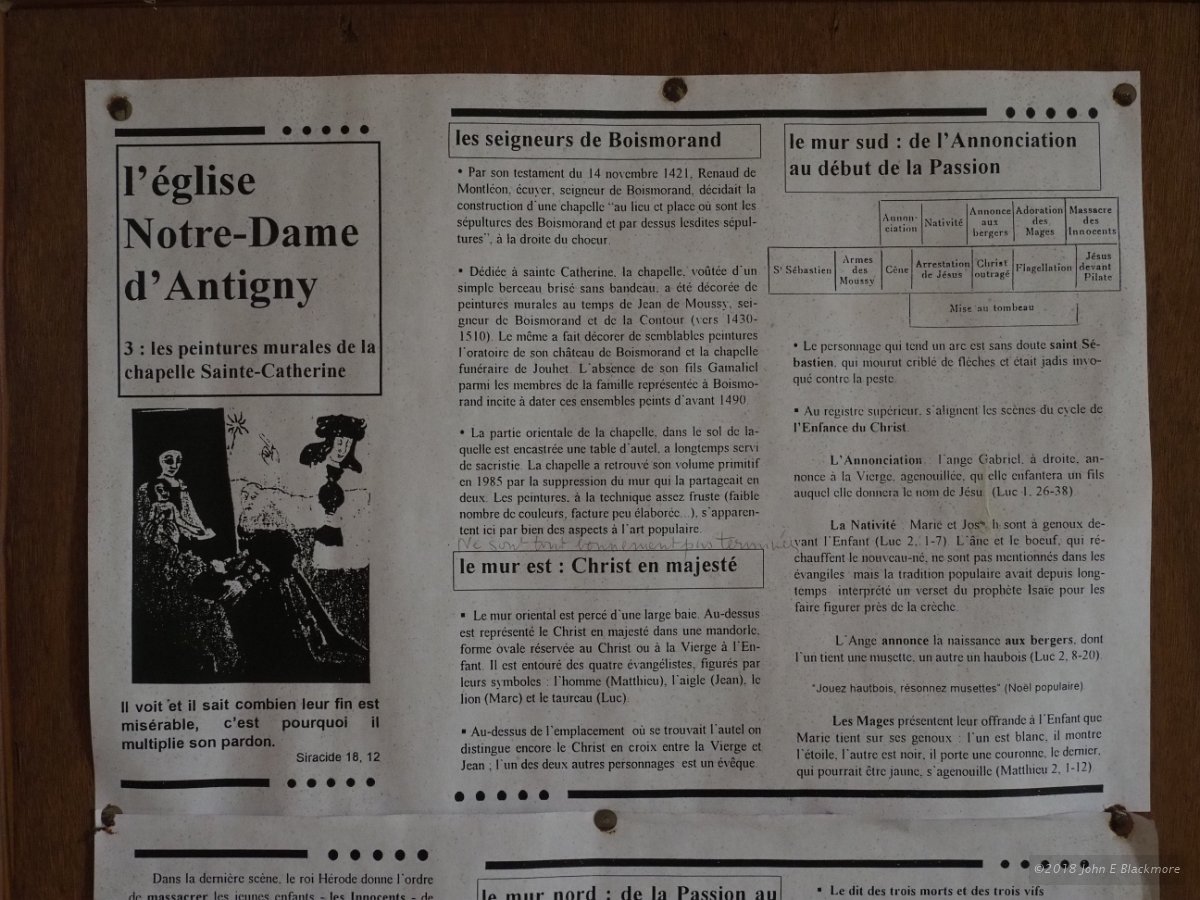 l'église
Notre-Dame
d'Antigny
3 : les peintures murales de la
chapelle Sainte-Catherine
Il voit et il sait combien leur fin est
misérable, c'est pourquoi il
multiplie son pardon.
Siracide 18, 12
les seigneurs de Boismorand
• Par son testament du 14 novembre 1421, Renaud de
Montléon, écuyer, seigneur de Boismorand, décidait la
construction d'une chapelle "au lieu et place où sont les
sépultures des Boismorand et par dessus lesdites sépul-
tures", à la droite du choeur.
• Dédiée à sainte Catherine, la chapelle, voûtée d'un
simple berceau brisé sans bandeau, a été décorée de
peintures murales au temps de Jean de Moussy, sei-
gneur de Boismorand et de la Contour (vers 1430-
1510). Le même a fait décorer de semblables peintures
l'oratoire de son château de Boismorand et la chapelle
funéraire de Jouhet. L'absence de son fils Gamaliel
parmi les membres de la famille représentée à Boismo-
rand incite à dater ces ensembles peints d'avant 1490.
• La partie orientale de la chapelle, dans le sol de la-
quelle est encastrée une table d'autel, a longtemps servi
de sacristie. La chapelle a retrouvé son volume primitif
en 1985 par la suppression du mur qui la partageait en
deux. Les peintures, à la technique assez fruste (faible
nombre de couleurs, facture peu élaborée...), s'apparen-
tent ici par bien des aspects à l'art populaire.
Ne sont tout bonnement pas terminées
le mur est : Christ en majesté
▪ Le mur oriental est percé d'une large baie. Au-dessus
est représenté le Christ en majesté dans une mandorle,
forme ovale réservée au Christ ou à la Vierge à l'En-
fant. Il est entouré des quatre évangélistes, figurés par
leurs symboles : l'homme (Matthieu), l'aigle (Jean), le
lion (Marc) et le taureau (Luc).
▪ Au-dessus de l'emplacement où se trouvait l'autel on
distingue encore le Christ en croix entre la Vierge et
Jean ; l'un des deux autres personnages est un évêque.
le mur sud : de l'Annonciation
au début de la Passion
Annon-
ciation
Nativité
Annonce
aux
bergers
Adoration
des
Mages
Massacre
des
Innocents
St Sébastien
Armes
des
Moussy
Cène
Arrestation
de Jésus
Christ
outragé
Flagellation
Jésus
devant
Pilate
Mise au tombeau
• Le personnage qui tend un arc est sans doute saint Sé-
bastien, qui mourut criblé de flèches et était jadis invo-
qué contre la peste.
▪ Au registre supérieur, s'alignent les scènes du cycle de
l'Enfance du Christ.
L'Annonciation : l'ange Gabriel, à droite, an-
nonce à la Vierge, agenouillée, qu'elle enfantera un fils
auquel elle donnera le nom de Jésu (Luc 1, 26-38)
La Nativité : Marie et Jos h sont à genoux de-
vant l'Enfant (Luc 2, 1-7). L'âne et le boeuf, qui ré-
chauffent le nouveau-né, ne sont pas mentionnés dans les
évangiles mais la tradition populaire avait depuis long-
temps interprété un verset du prophète Isaïe pour les
faire figurer près de la crèche.
L'Ange annonce la naissance aux bergers, dont
l'un tient une musette, un autre un haubois (Luc 2, 8-20).
"Jouez hautbois, résonnez musettes" (Noël populaire)
Les Mages présentent leur offrande à l'Enfant que
Marie tient sur ses genoux : l'un est blanc, il montre
l'étoile, l'autre est noir, il porte une couronne, le dernier,
qui pourrait être jaune, s'agenouille (Matthieu 2, 1-12)
Dans la dernière scène, le roi Hérode donne l'ordre
de massacrer les jeunes enfants - les Innocents - de
le mur nord : de la Passion au
▪ Le dit des trois morts et des trois vifs
©2018 John E Blackmore